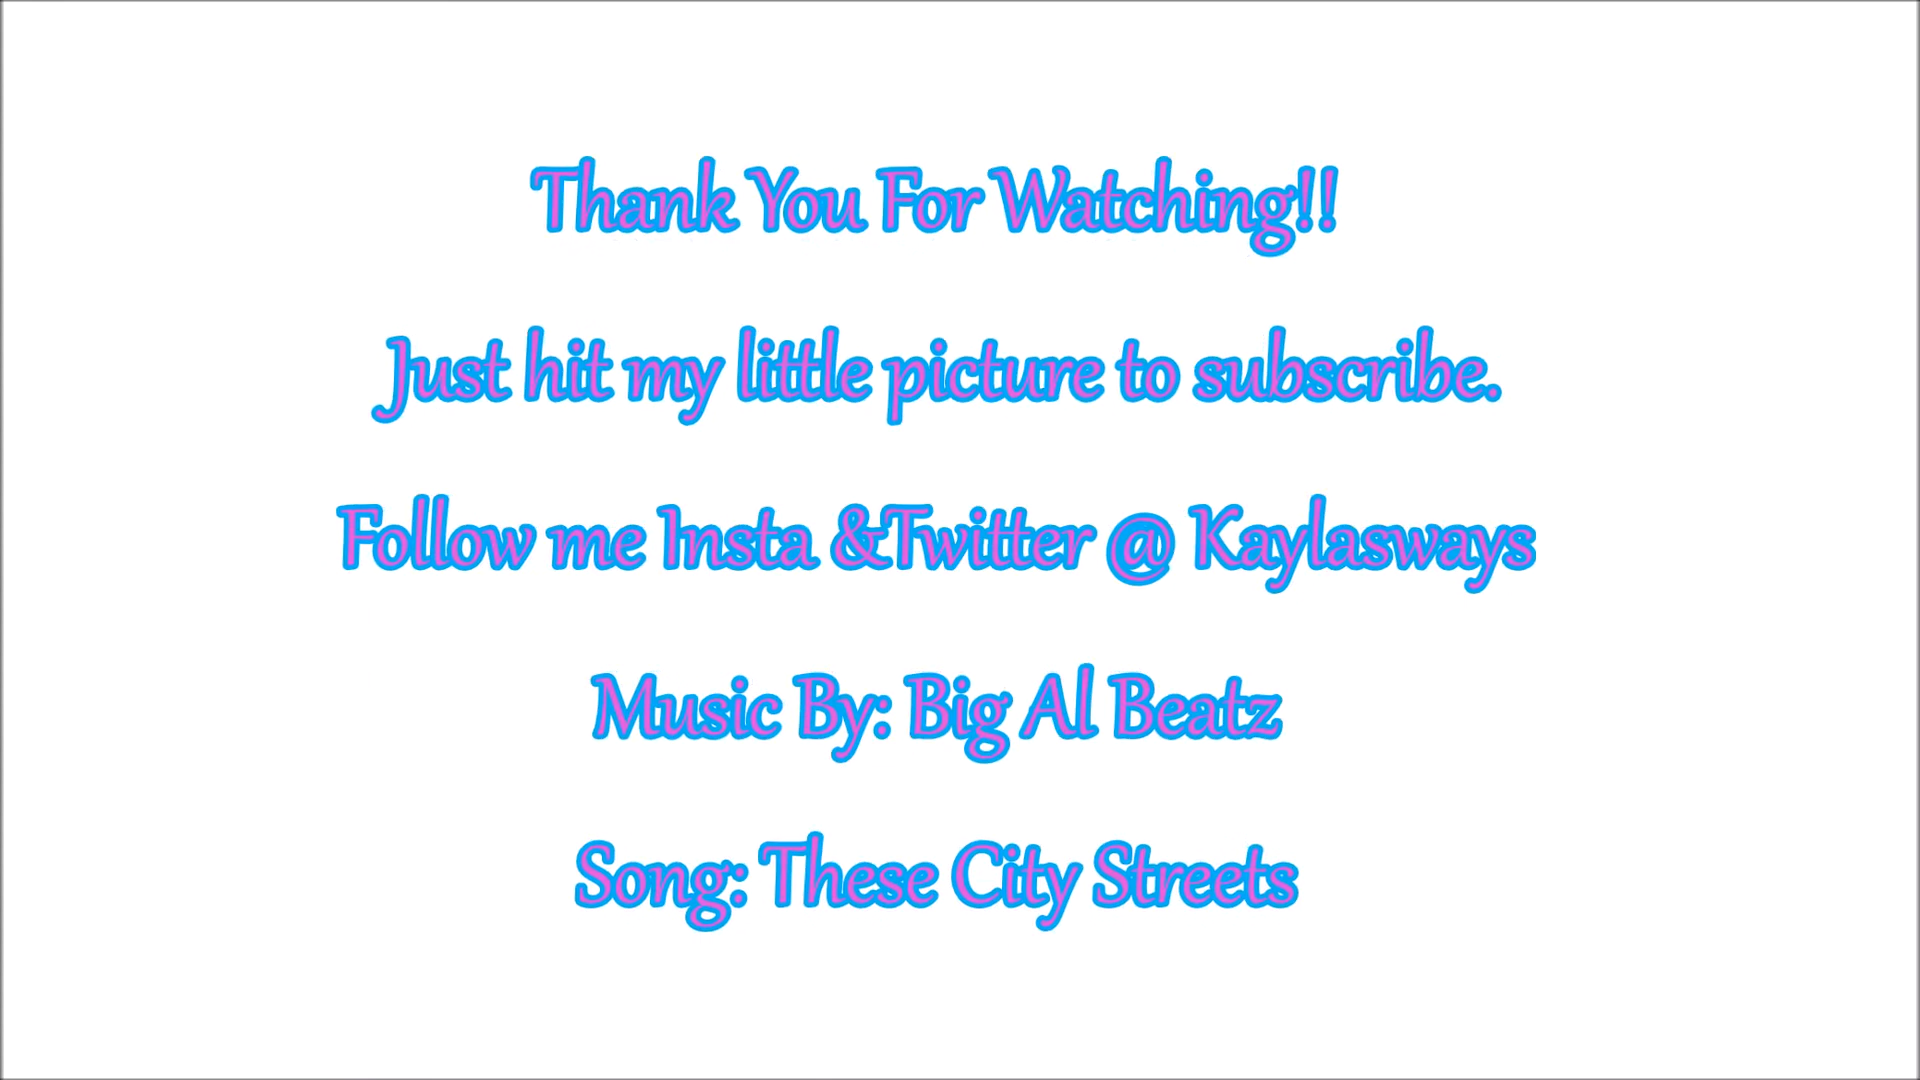 Thank You For Watching!!
Just hit my little picture to subscribe.
Follow me Insta &Twitter @ Kaylasways
Music By: Big Al Beatz
Song: These City Streets